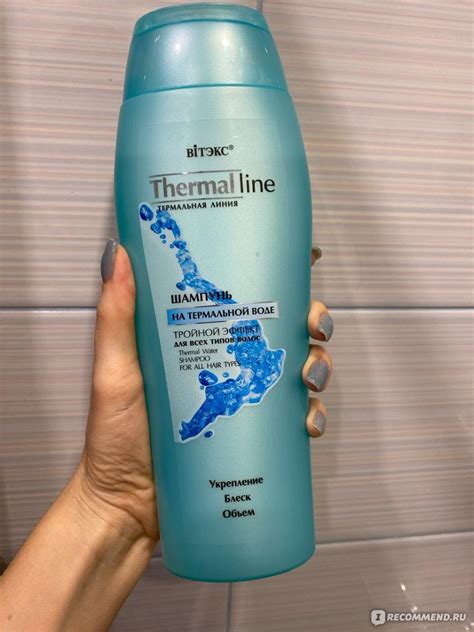 ВIТЭКС®
Thermal line
ТЕРМАЛЬНАЯ ЛИНИЯ
ШАМПУНЬ
НА ТЕРМАЛЬНОЙ ВОДЕ
ТРОЙНОЙ ЭФФЕКТ
для всех типов волос
Thermal Water
SHAMPOO
FOR ALL HAIR TYPES
Укрепление
Блеск
Объем
I RECOMMEND.RU